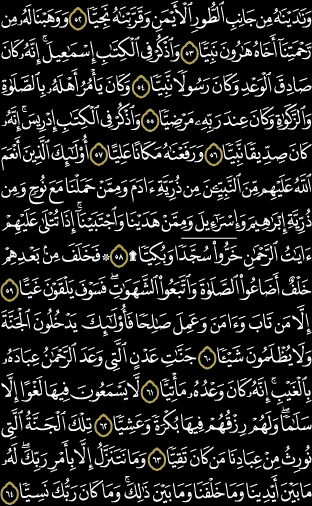 وَنَٰدَيْنَٰهُ مِن جَانِبِ ٱلطُّورِ ٱلْأَيْمَنِ وَقَرَّبْنَٰهُ نَجِيًّا ٥٢ وَوَهَبْنَا لَهُۥ مِن
رَّحْمَتِنَآ أَخَاهُ هَٰرُونَ نَبِيًّا ٥٣ وَٱذْكُرْ فِى ٱلْكِتَٰبِ إِسْمَٰعِيلَ ۚ إِنَّهُۥ كَانَ
صَادِقَ ٱلْوَعْدِ وَكَانَ رَسُولًا نَّبِيًّا ٥٤ وَكَانَ يَأْمُرُ أَهْلَهُۥ بِٱلصَّلَوٰةِ
وَٱلزَّكَوٰةِ وَكَانَ عِندَ رَبِّهِۦ مَرْضِيًّا ٥٥ وَٱذْكُرْ فِى ٱلْكِتَٰبِ إِدْرِيسَ ۚ إِنَّهُۥ
كَانَ صِدِّيقًا نَّبِيًّا ٥٦ وَرَفَعْنَٰهُ مَكَانًا عَلِيًّا ٥٧ أُو۟لَٰٓئِكَ ٱلَّذِينَ أَنْعَمَ
ٱللَّهُ عَلَيْهِم مِّنَ ٱلنَّبِيِّـۧنَ مِن ذُرِّيَّةِ ءَادَمَ وَمِمَّنْ حَمَلْنَا مَعَ نُوحٍ وَمِن
ذُرِّيَّةِ إِبْرَٰهِيمَ وَإِسْرَٰٓءِيلَ وَمِمَّنْ هَدَيْنَا وَٱجْتَبَيْنَآ ۚ إِذَا تُتْلَىٰ عَلَيْهِمْ
ءَايَٰتُ ٱلرَّحْمَٰنِ خَرُّوا۟ سُجَّدًا وَبُكِيًّا ۩ ٥٨ ۞ فَخَلَفَ مِنۢ بَعْدِهِمْ
خَلْفٌ أَضَاعُوا۟ ٱلصَّلَوٰةَ وَٱتَّبَعُوا۟ ٱلشَّهَوَٰتِ ۖ فَسَوْفَ يَلْقَوْنَ غَيًّا ٥٩
إِلَّا مَن تَابَ وَءَامَنَ وَعَمِلَ صَٰلِحًا فَأُو۟لَٰٓئِكَ يَدْخُلُونَ ٱلْجَنَّةَ
وَلَا يُظْلَمُونَ شَيْـًٔا ٦٠ جَنَّٰتِ عَدْنٍ ٱلَّتِى وَعَدَ ٱلرَّحْمَٰنُ عِبَادَهُۥ
بِٱلْغَيْبِ ۚ إِنَّهُۥ كَانَ وَعْدُهُۥ مَأْتِيًّا ٦١ لَّا يَسْمَعُونَ فِيهَا لَغْوًا إِلَّا
سَلَٰمًا ۖ وَلَهُمْ رِزْقُهُمْ فِيهَا بُكْرَةً وَعَشِيًّا ٦٢ تِلْكَ ٱلْجَنَّةُ ٱلَّتِى
نُورِثُ مِنْ عِبَادِنَا مَن كَانَ تَقِيًّا ٦٣ وَمَا نَتَنَزَّلُ إِلَّا بِأَمْرِ رَبِّكَ ۖ لَهُۥ
مَا بَيْنَ أَيْدِينَا وَمَا خَلْفَنَا وَمَا بَيْنَ ذَٰلِكَ ۚ وَمَا كَانَ رَبُّكَ نَسِيًّا ٦٤